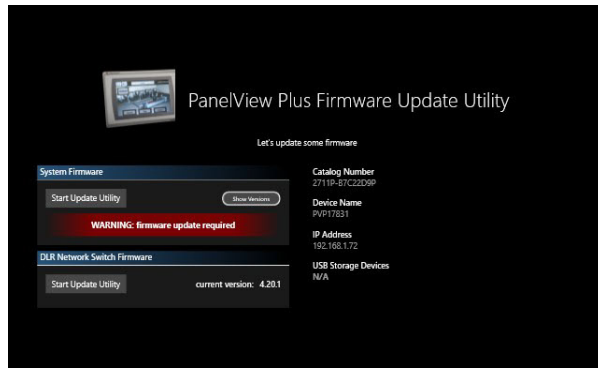 PanelView Plus Firmware Update Utility
Let's update some firmware
System Firmware
Start Update Utility
Show Versions
WARNING: firmware update required
DLR Network Switch Firmware
Start Update Utility
current version: 4.20.1
Catalog Number
2711P-B7C22D9P
Device Name
PVP17831
IP Address
192.168.1.72
USB Storage Devices
N/A